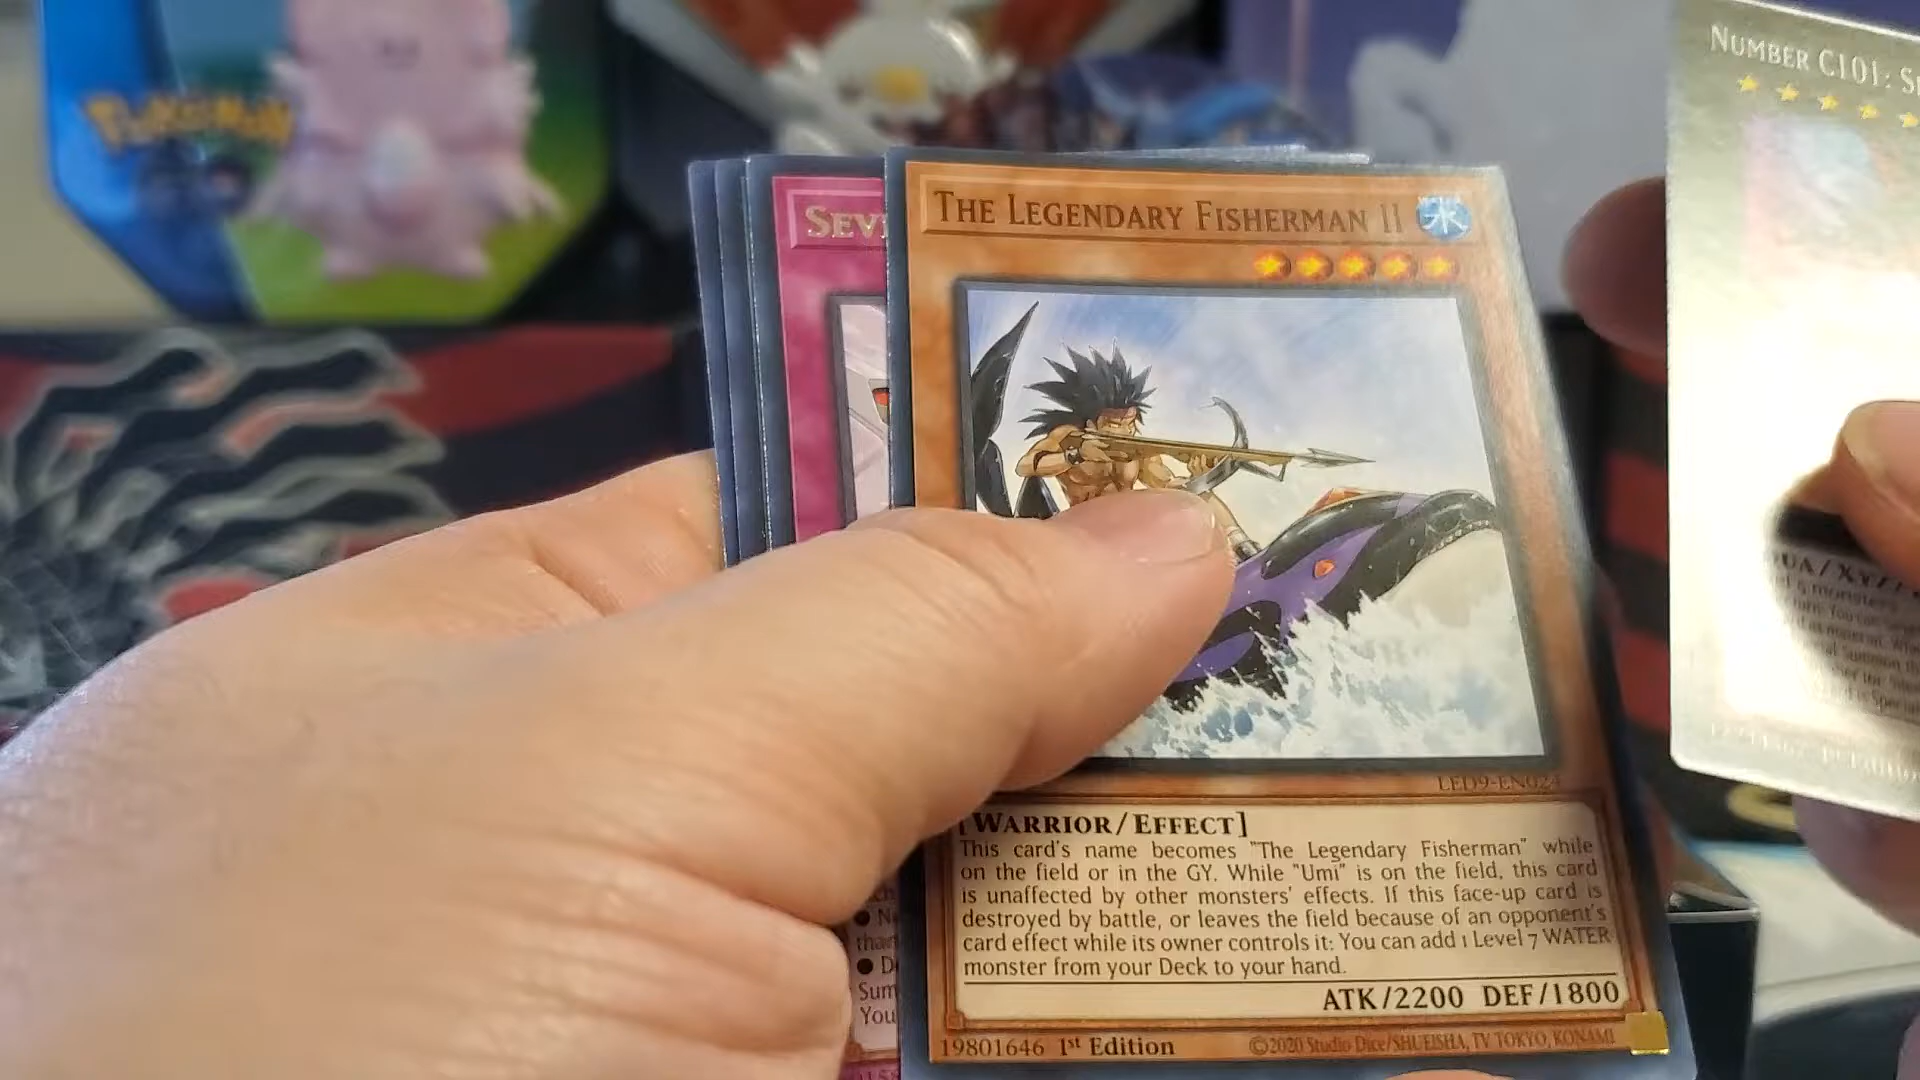 POKÉMON
NUMBER C101: S
SEV
THE LEGENDARY FISHERMAN II
水
LED9-EN024
[WARRIOR/EFFECT]
This card's name becomes "The Legendary Fisherman" while
on the field or in the GY. While "Umi" is on the field, this card
is unaffected by other monsters' effects. If this face-up card is
destroyed by battle, or leaves the field because of an opponent's
card effect while its owner controls it: You can add 1 Level 7 WATER
monster from your Deck to your hand.
ATK/2200 DEF/1800
19801646 1st Edition
©2020 Studio Dice/SHUEISHA, TV TOKYO, KONAMI
● N
than
● D
Sum
You